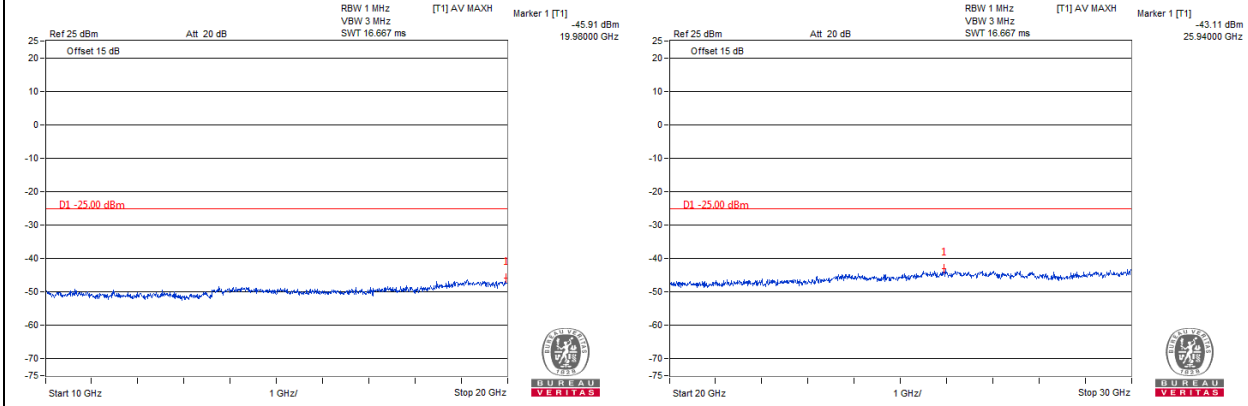 RBW 1 MHz [T1] AV MAXH Marker 1 [T1]
VBW 3 MHz -45.91 dBm
Ref 25 dBm Att 20 dB SWT 16.667 ms 19.98000 GHz
25
Offset 15 dB
20
10
0
-10
-20
D1 -25.00 dBm
-30
-40
1
-50
-60
-70
-75
Start 10 GHz 1 GHz/ Stop 20 GHz
BUREAU VERITAS
1828
BUREAU
VERITAS
RBW 1 MHz [T1] AV MAXH Marker 1 [T1]
VBW 3 MHz -43.11 dBm
Ref 25 dBm Att 20 dB SWT 16.667 ms 25.94000 GHz
25
Offset 15 dB
20
10
0
-10
-20
D1 -25.00 dBm
-30
1
-40
-50
-60
-70
-75
Start 20 GHz 1 GHz/ Stop 30 GHz
BUREAU VERITAS
1828
BUREAU
VERITAS